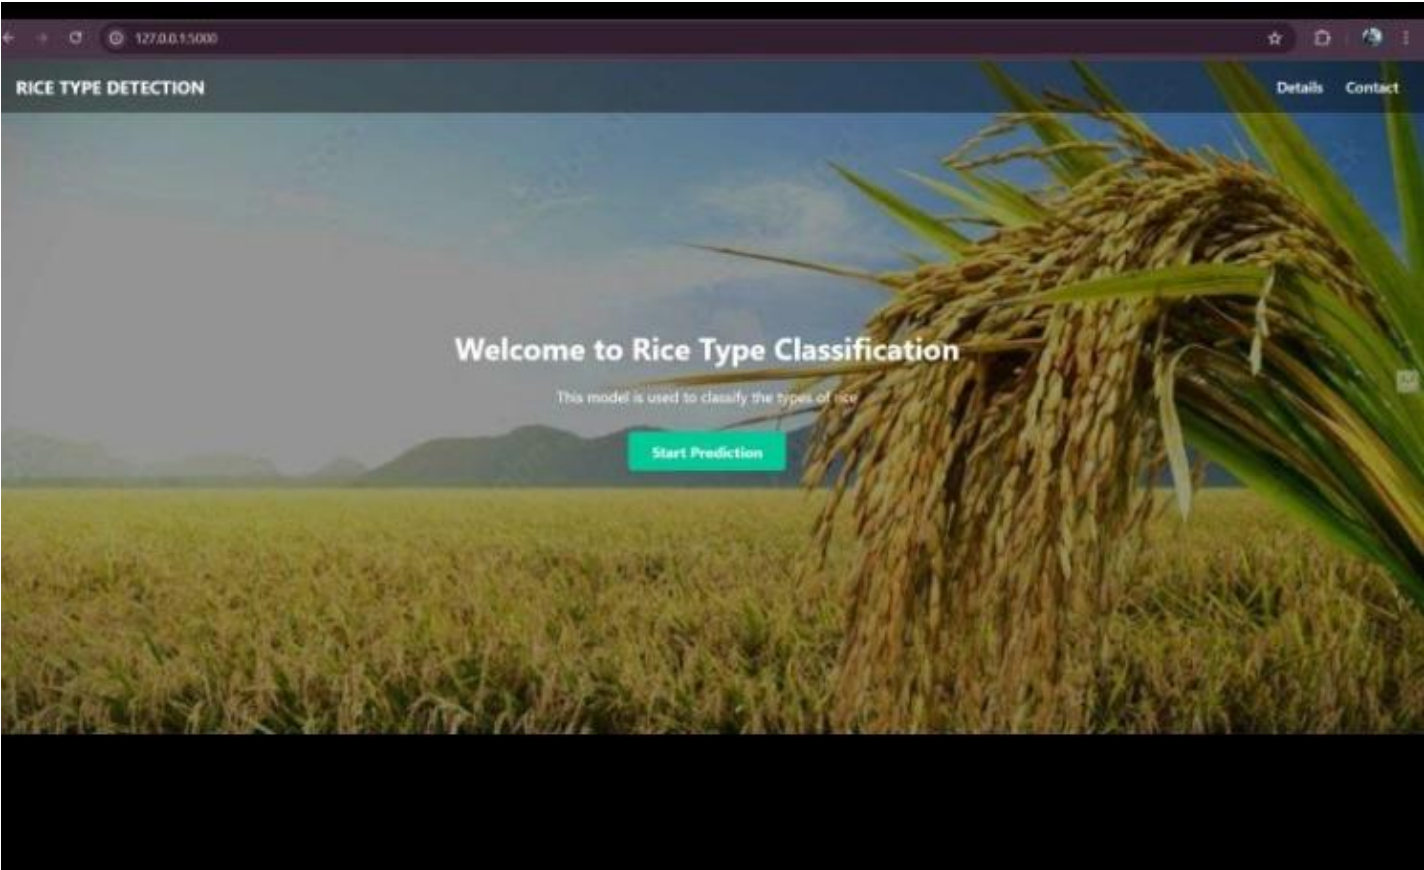 127.0.0.1:5000
RICE TYPE DETECTION
Details
Contact
Welcome to Rice Type Classification
This model is used to classify the types of rice
Start Prediction